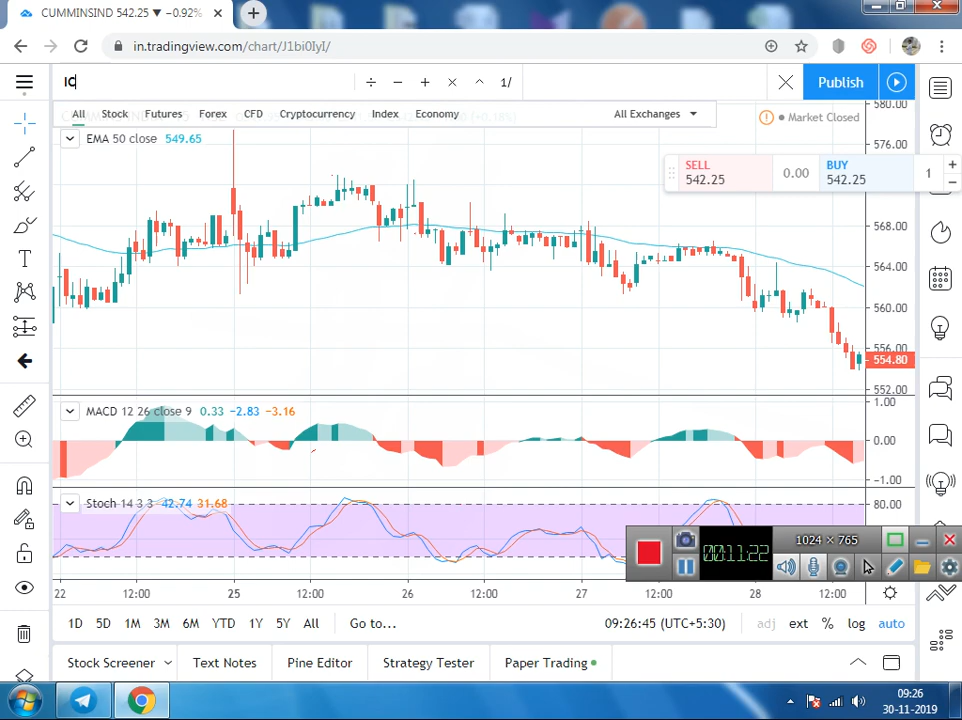 CUMMINSIND 542.25 ▼ −0.92%
in.tradingview.com/chart/J1bi0IyI/
IC
÷ − + × ^ 1/
Publish
All Stock Futures Forex CFD Cryptocurrency Index Economy All Exchanges
Market Closed
EMA 50 close 549.65
SELL
542.25
0.00
BUY
542.25
1
580.00
576.00
568.00
564.00
560.00
556.00
554.80
552.00
MACD 12 26 close 9 0.33 −2.83 −3.16
1.00
0.00
−1.00
Stoch 14 3 3 42.74 31.68
80.00
00:11:22
1024 × 765
22 12:00 25 12:00 26 12:00 27 12:00 28 12:00
1D 5D 1M 3M 6M YTD 1Y 5Y All Go to...
09:26:45 (UTC+5:30) adj ext % log auto
Stock Screener Text Notes Pine Editor Strategy Tester Paper Trading
09:26
30-11-2019